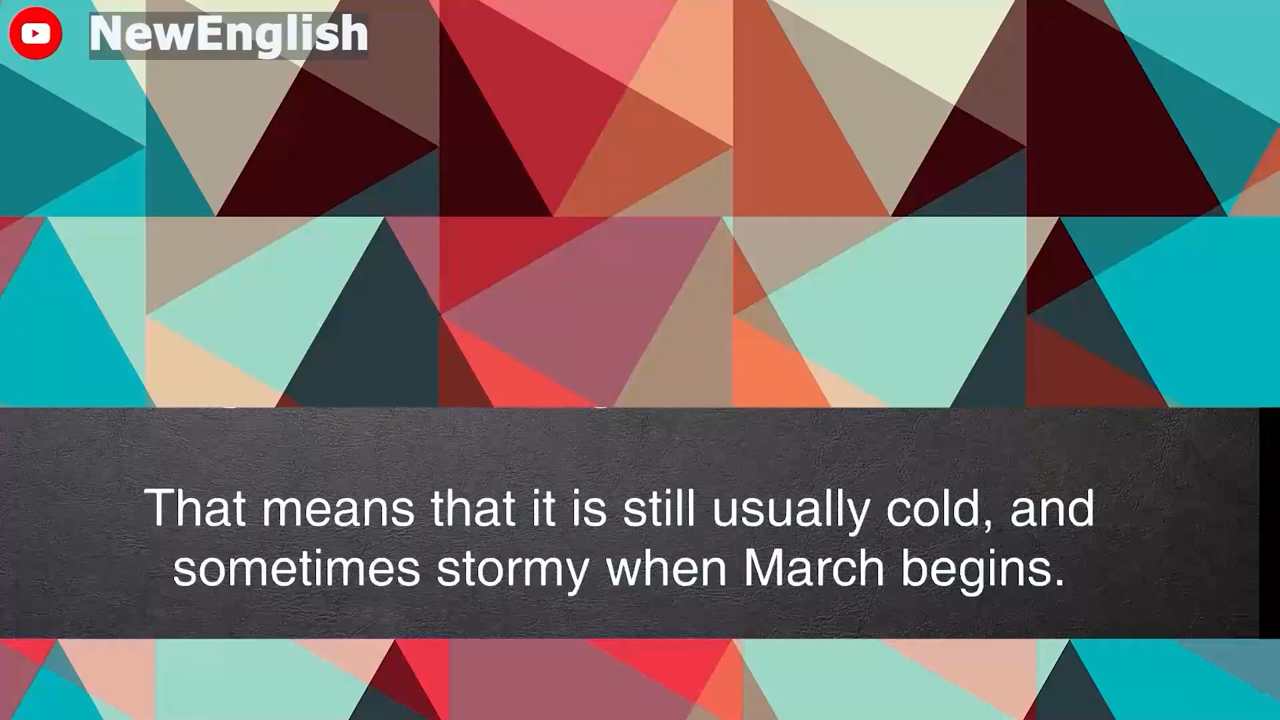 NewEnglish
That means that it is still usually cold, and
sometimes stormy when March begins.